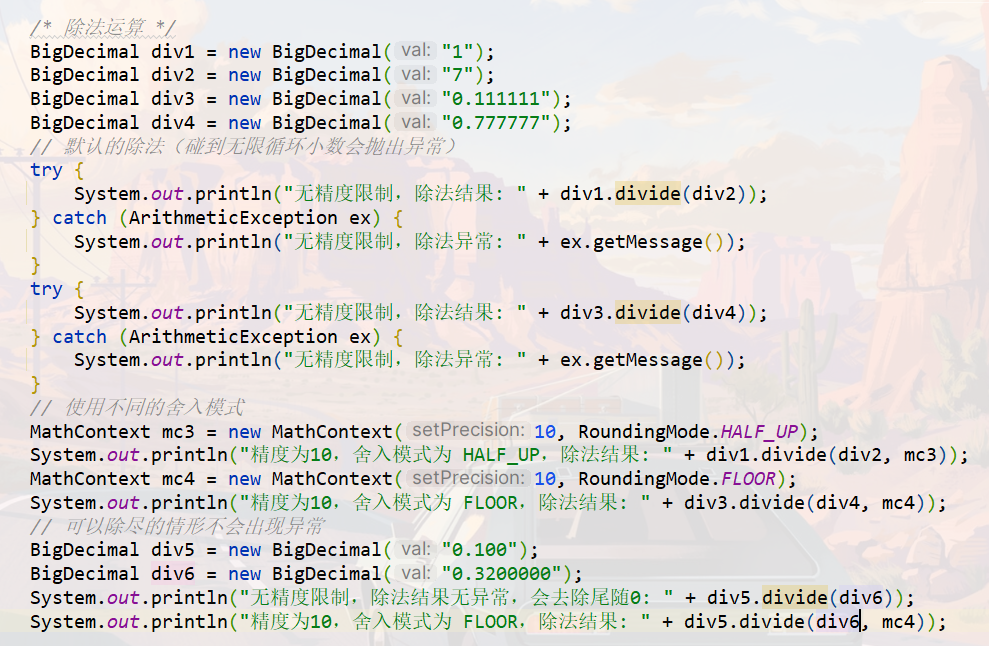 /* 除法运算 */
BigDecimal div1 = new BigDecimal( val: "1");
BigDecimal div2 = new BigDecimal( val: "7");
BigDecimal div3 = new BigDecimal( val: "0.111111");
BigDecimal div4 = new BigDecimal( val: "0.777777");
// 默认的除法（碰到无限循环小数会抛出异常）
try {
    System.out.println("无精度限制，除法结果: " + div1.divide(div2));
} catch (ArithmeticException ex) {
    System.out.println("无精度限制，除法异常: " + ex.getMessage());
}
try {
    System.out.println("无精度限制，除法结果: " + div3.divide(div4));
} catch (ArithmeticException ex) {
    System.out.println("无精度限制，除法异常: " + ex.getMessage());
}
// 使用不同的舍入模式
MathContext mc3 = new MathContext( setPrecision: 10, RoundingMode.HALF_UP);
System.out.println("精度为10，舍入模式为 HALF_UP，除法结果: " + div1.divide(div2, mc3));
MathContext mc4 = new MathContext( setPrecision: 10, RoundingMode.FLOOR);
System.out.println("精度为10，舍入模式为 FLOOR，除法结果: " + div3.divide(div4, mc4));
// 可以除尽的情形不会出现异常
BigDecimal div5 = new BigDecimal( val: "0.100");
BigDecimal div6 = new BigDecimal( val: "0.3200000");
System.out.println("无精度限制，除法结果无异常，会去除尾随0: " + div5.divide(div6));
System.out.println("精度为10，舍入模式为 FLOOR，除法结果: " + div5.divide(div6, mc4));